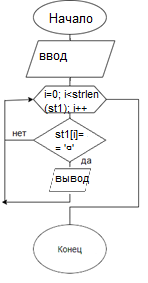 Начало
ввод
i=0; i<strlen
(st1); i++
st1[i]=
= '¤'
нет
да
вывод
Конец